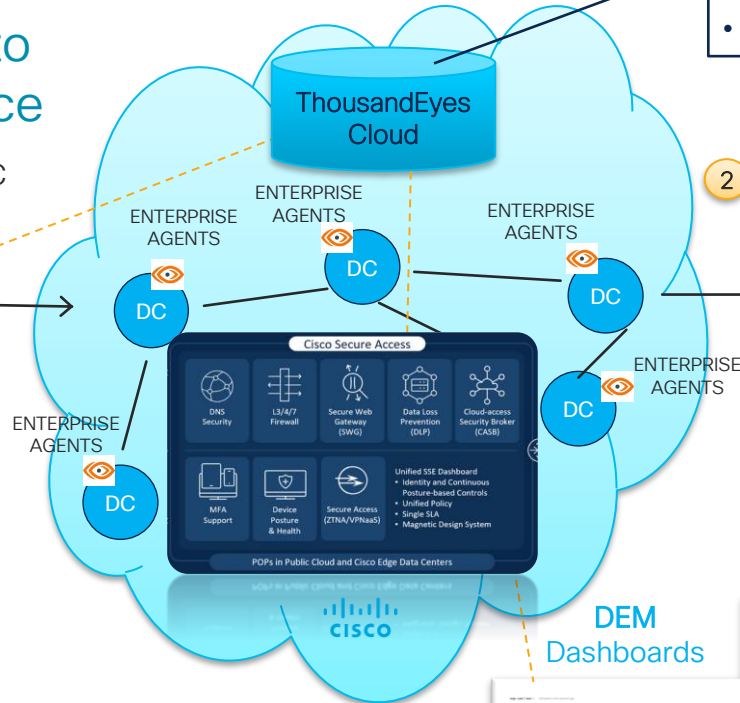 to
ce
C
ThousandEyes
Cloud
•
2
ENTERPRISE
AGENTS
ENTERPRISE
AGENTS
ENTERPRISE
AGENTS
DC
DC
DC
Cisco Secure Access
DNS
Security
L3/4/7
Firewall
Secure Web
Gateway
(SWG)
Data Loss
Prevention
(DLP)
Cloud-access
Security Broker
(CASB)
ENTERPRISE
AGENTS
DC
ENTERPRISE
AGENTS
DC
MFA
Support
Device
Posture
& Health
Secure Access
(ZTNA/VPNaaS)
Unified SSE Dashboard
• Identity and Continuous
Posture-based Controls
• Unified Policy
• Single SLA
• Magnetic Design System
POPs in Public Cloud and Cisco Edge Data Centers
CISCO
DEM
Dashboards